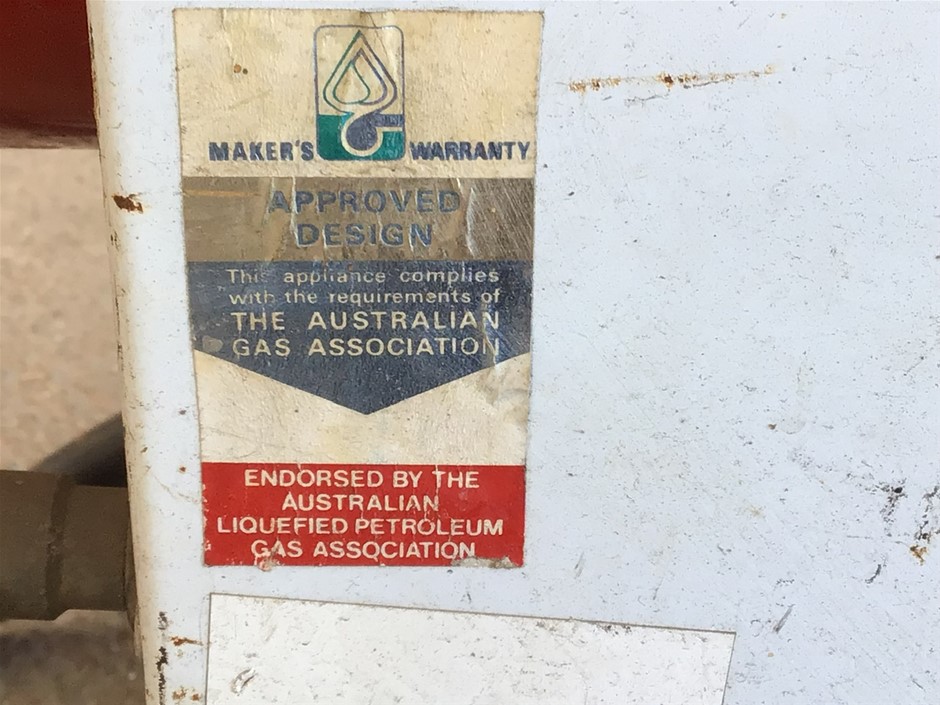 MAKER'S WARRANTY
APPROVED
DESIGN
This appliance complies
with the requirements of
THE AUSTRALIAN
GAS ASSOCIATION
ENDORSED BY THE
AUSTRALIAN
LIQUEFIED PETROLEUM
GAS ASSOCIATION